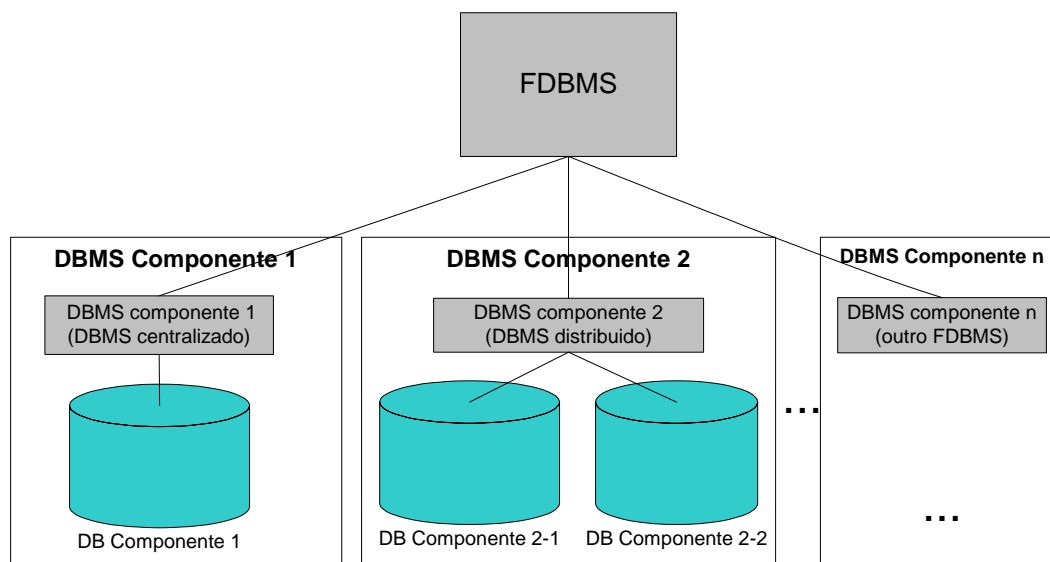 FDBMS
DBMS Componente 1
DBMS componente 1
(DBMS centralizado)
DB Componente 1
DBMS Componente 2
DBMS componente 2
(DBMS distribuido)
DB Componente 2-1
DB Componente 2-2
...
DBMS Componente n
DBMS componente n
(outro FDBMS)
...